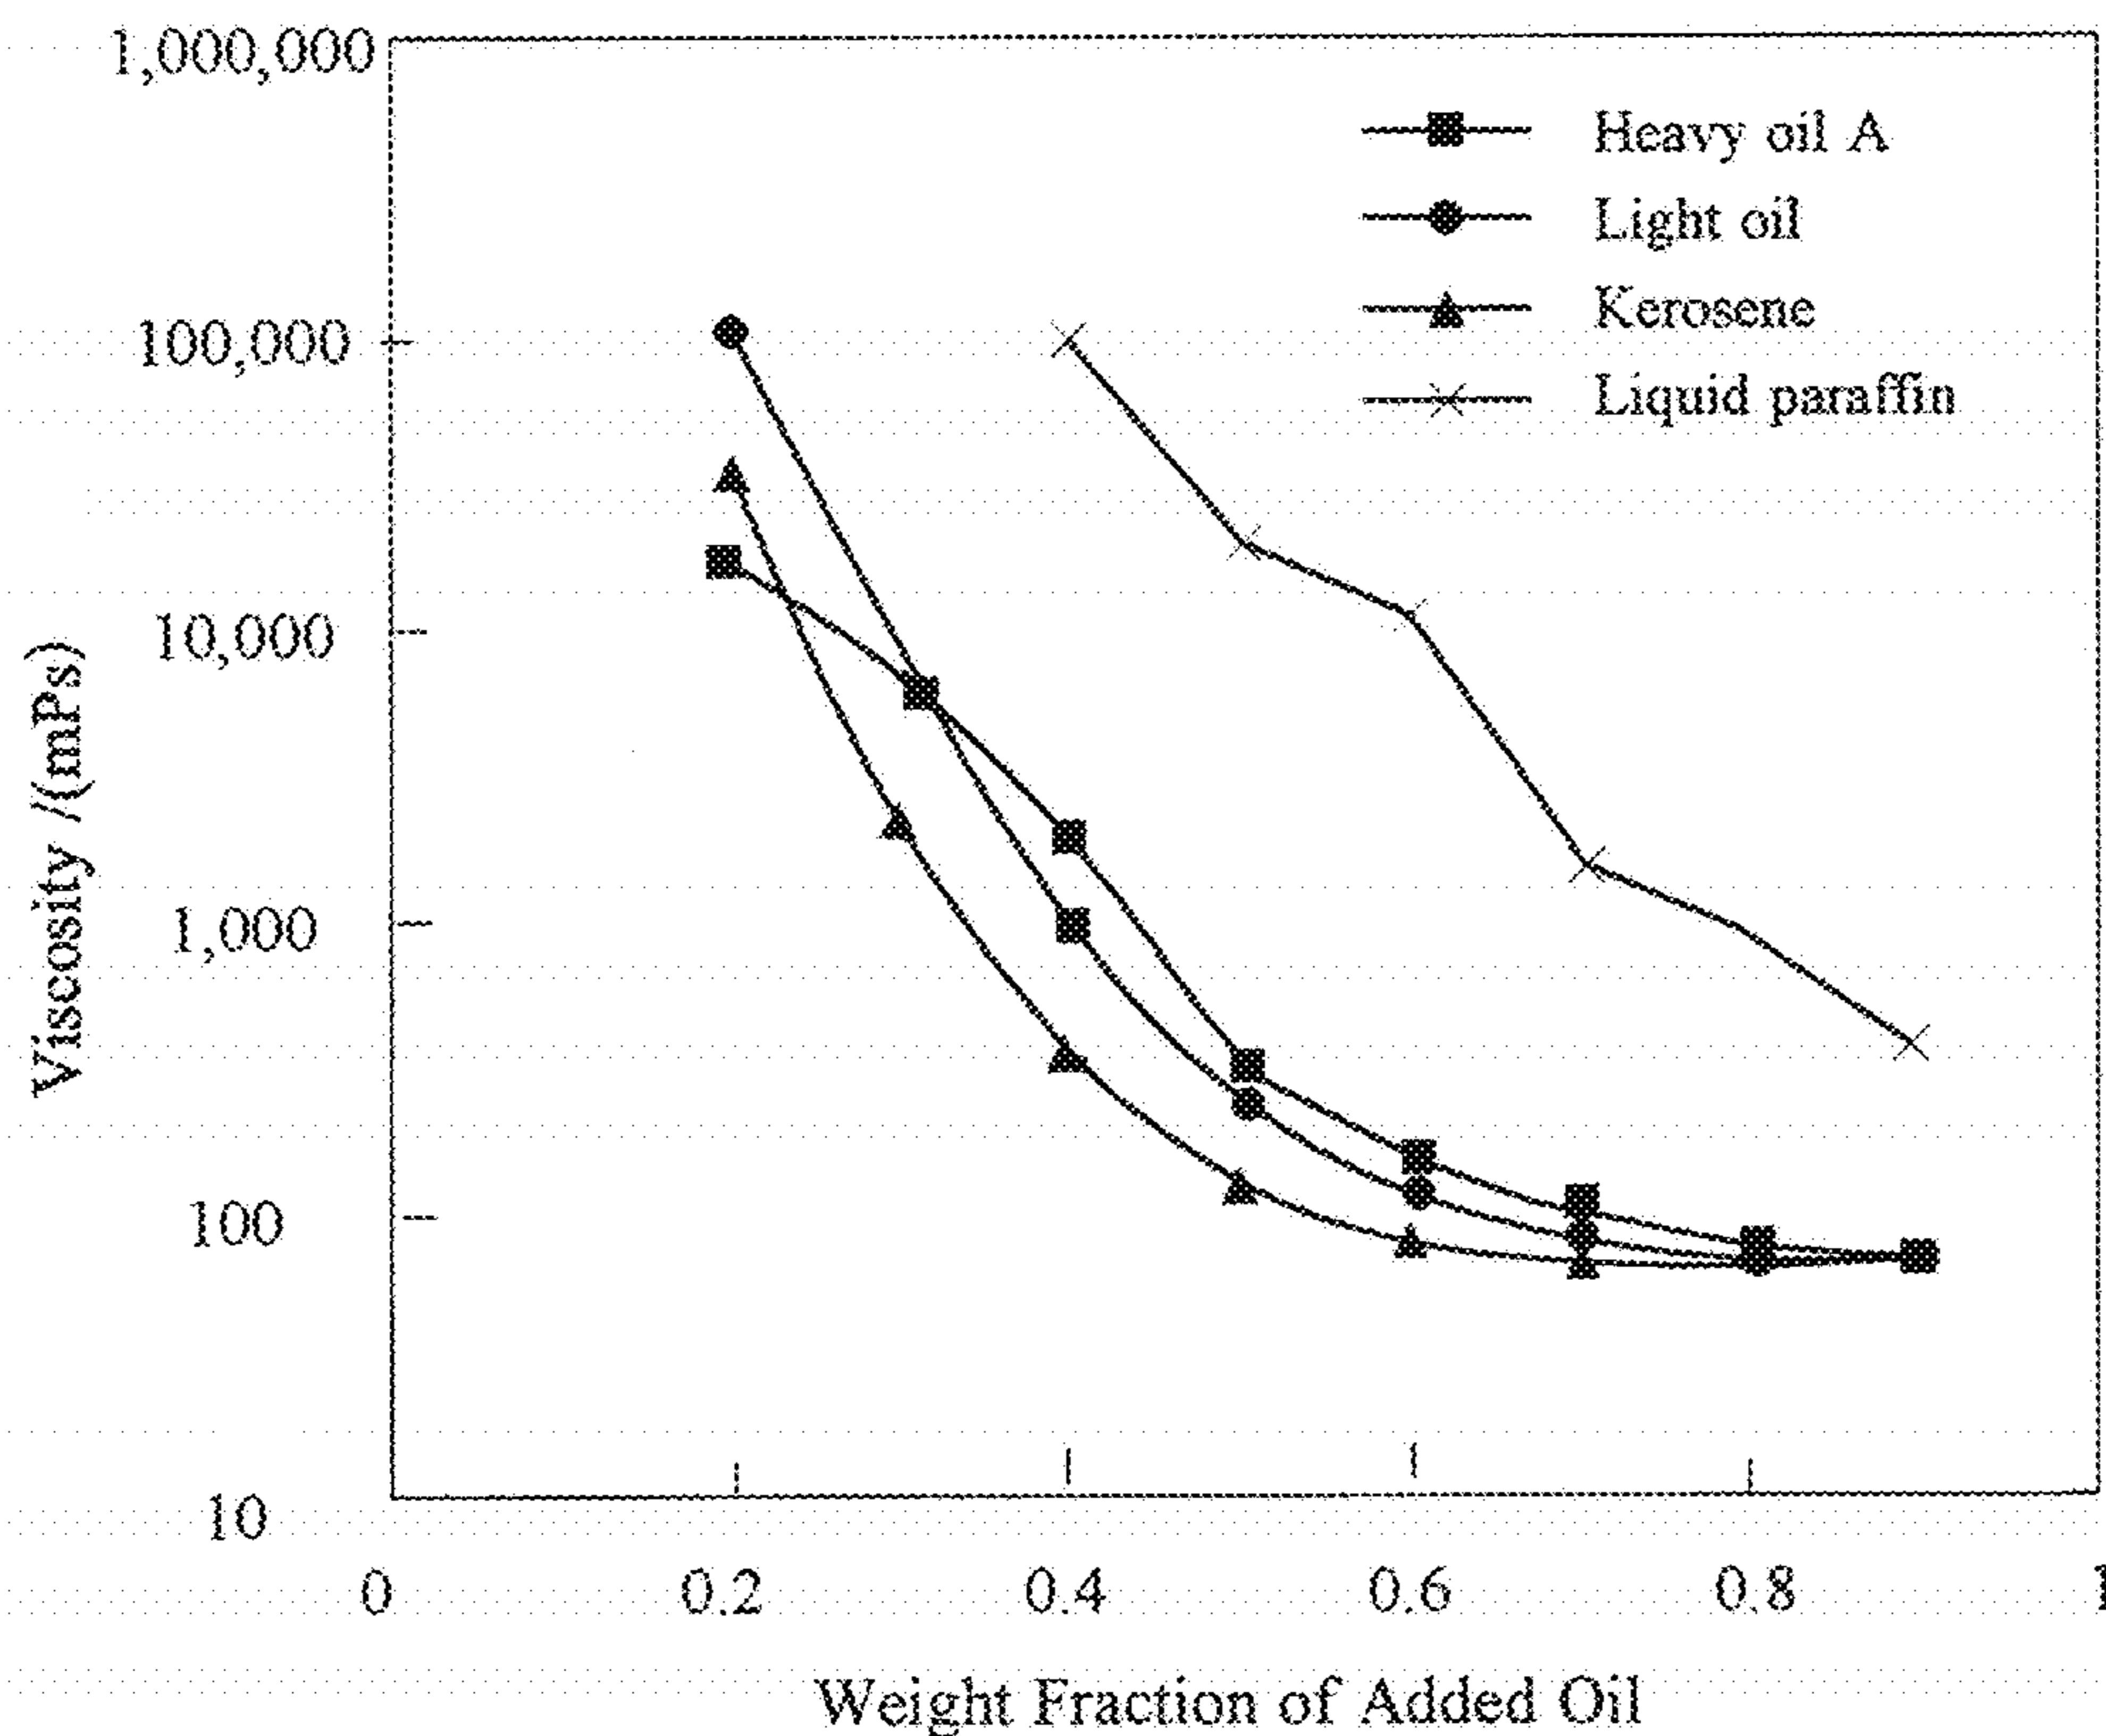 1,000,000
100,000
10,000
1,000
100
10
Viscosity /(mPs)
Heavy oil A
Light oil
Kerosene
Liquid paraffin
0 0.2 0.4 0.6 0.8 1
Weight Fraction of Added Oil